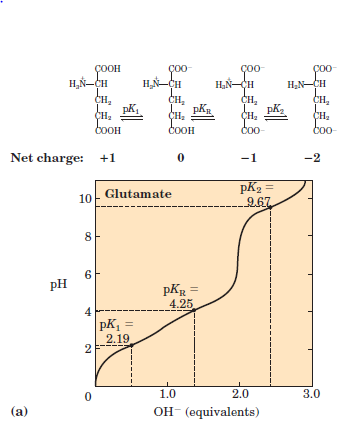 COOH COO⁻ COO⁻ COO⁻
H₃N⁺–CH H₃N⁺–CH H₃N⁺–CH H₂N–CH
CH₂ CH₂ CH₂ CH₂
CH₂ pK₁ CH₂ pKR CH₂ pK₂ CH₂
COOH COOH COO⁻ COO⁻
Net charge: +1 0 −1 −2
Glutamate
pK₂ =
9.67
10
8
6
pH
pKR =
4.25
4
pK₁ =
2.19
2
0 1.0 2.0 3.0
(a) OH⁻ (equivalents)